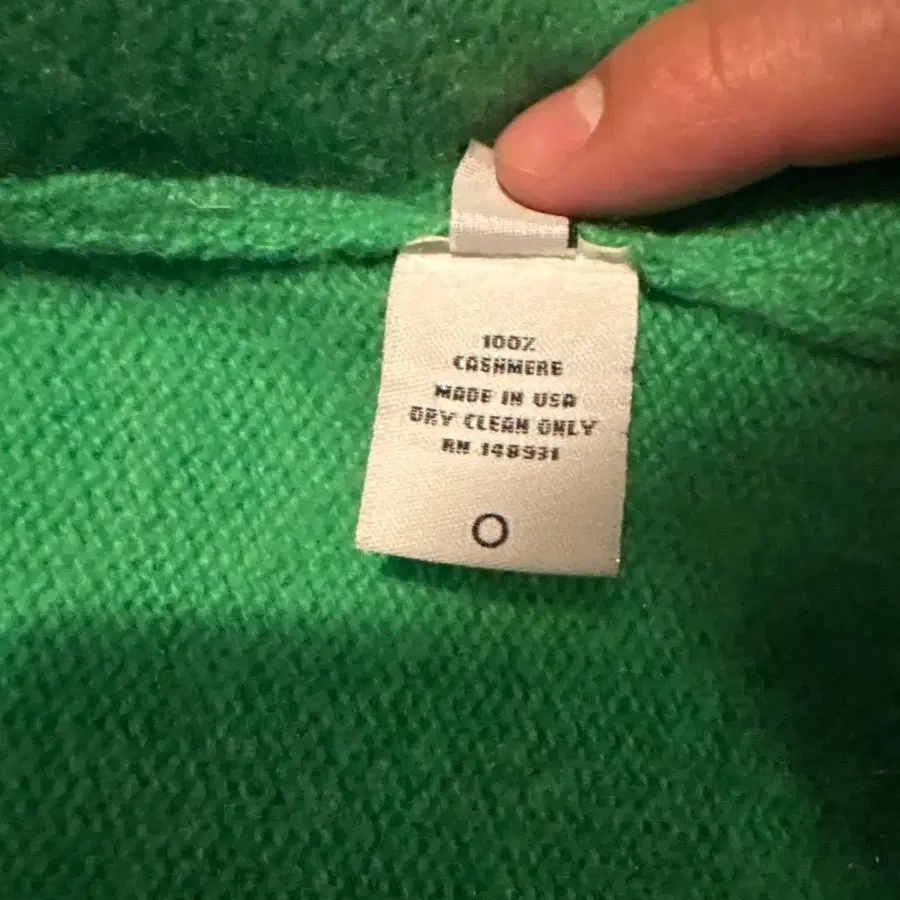 100%
CASHMERE
MADE IN USA
DRY CLEAN ONLY
RN 148931